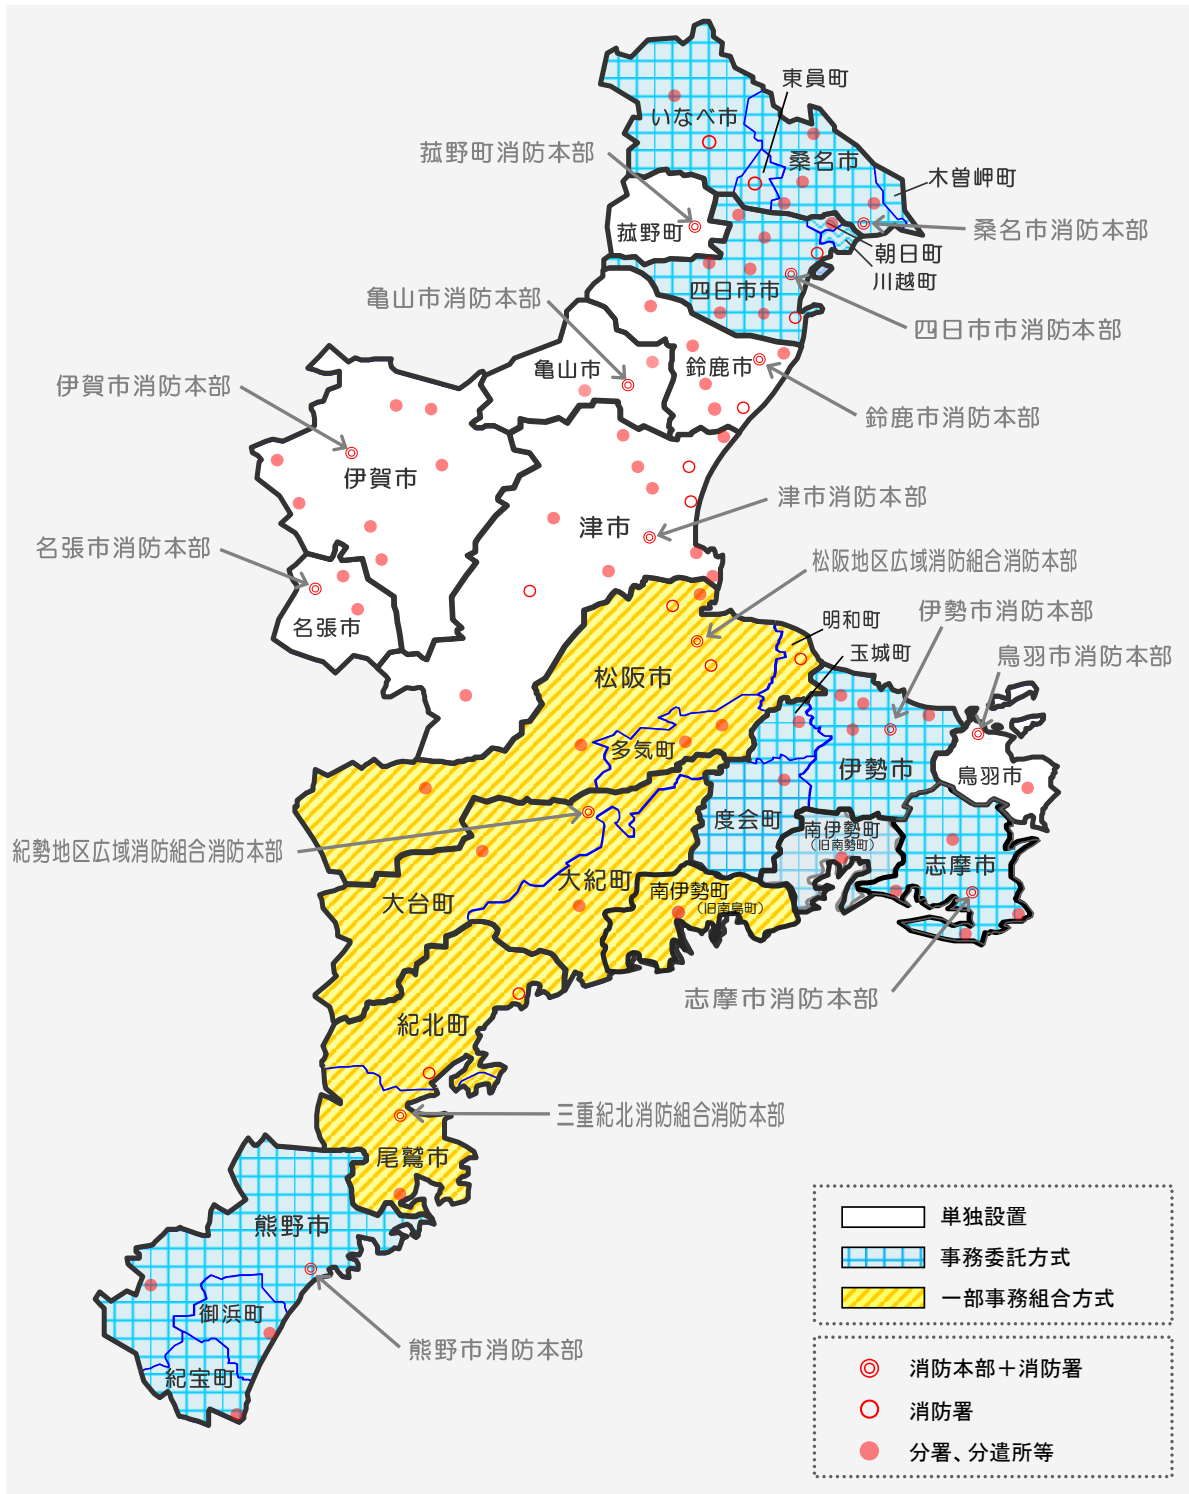 東員町
いなべ市
菰野町消防本部
桑名市
木曽岬町
菰野町
桑名市消防本部
朝日町
川越町
四日市市
亀山市消防本部
四日市市消防本部
亀山市
鈴鹿市
伊賀市消防本部
鈴鹿市消防本部
伊賀市
津市消防本部
津市
名張市消防本部
松阪地区広域消防組合消防本部
伊勢市消防本部
明和町
名張市
玉城町
鳥羽市消防本部
松阪市
多気町
伊勢市
鳥羽市
度会町
南伊勢町
(旧南勢町)
紀勢地区広域消防組合消防本部
志摩市
大紀町
南伊勢町
(旧南島町)
大台町
志摩市消防本部
紀北町
三重紀北消防組合消防本部
尾鷲市
熊野市
御浜町
熊野市消防本部
紀宝町
単独設置
事務委託方式
一部事務組合方式
消防本部+消防署
消防署
分署、分遣所等